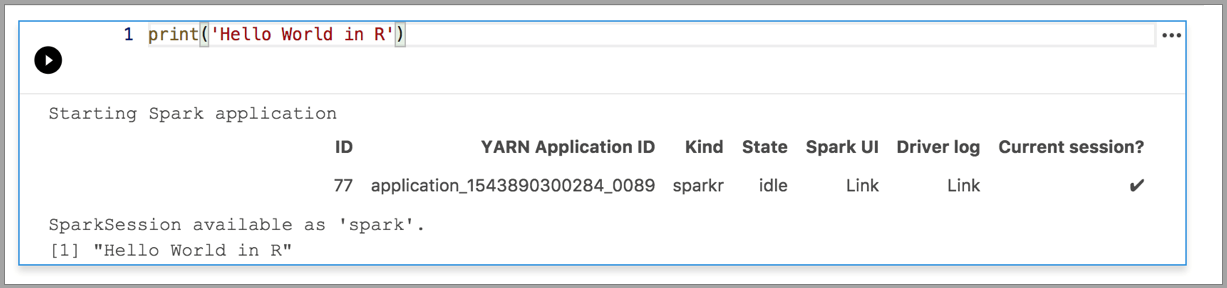 1 print('Hello World in R')
Starting Spark application
ID YARN Application ID Kind State Spark UI Driver log Current session?
77 application_1543890300284_0089 sparkr idle Link Link ✔
SparkSession available as 'spark'.
[1] "Hello World in R"